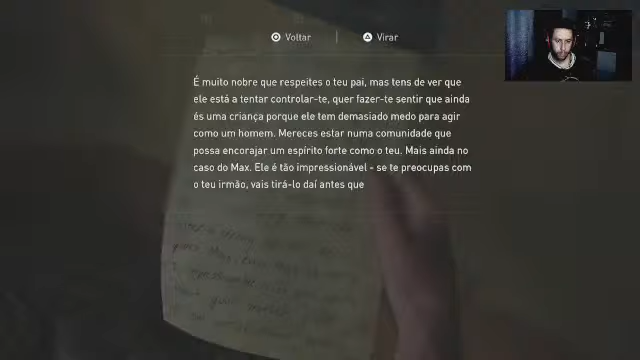 Voltar | Virar
É muito nobre que respeites o teu pai, mas tens de ver que
ele está a tentar controlar-te, quer fazer-te sentir que ainda
és uma criança porque ele tem demasiado medo para agir
como um homem. Mereces estar numa comunidade que
possa encorajar um espírito forte como o teu. Mais ainda no
caso do Max. Ele é tão impressionável - se te preocupas com
o teu irmão, vais tirá-lo daí antes que